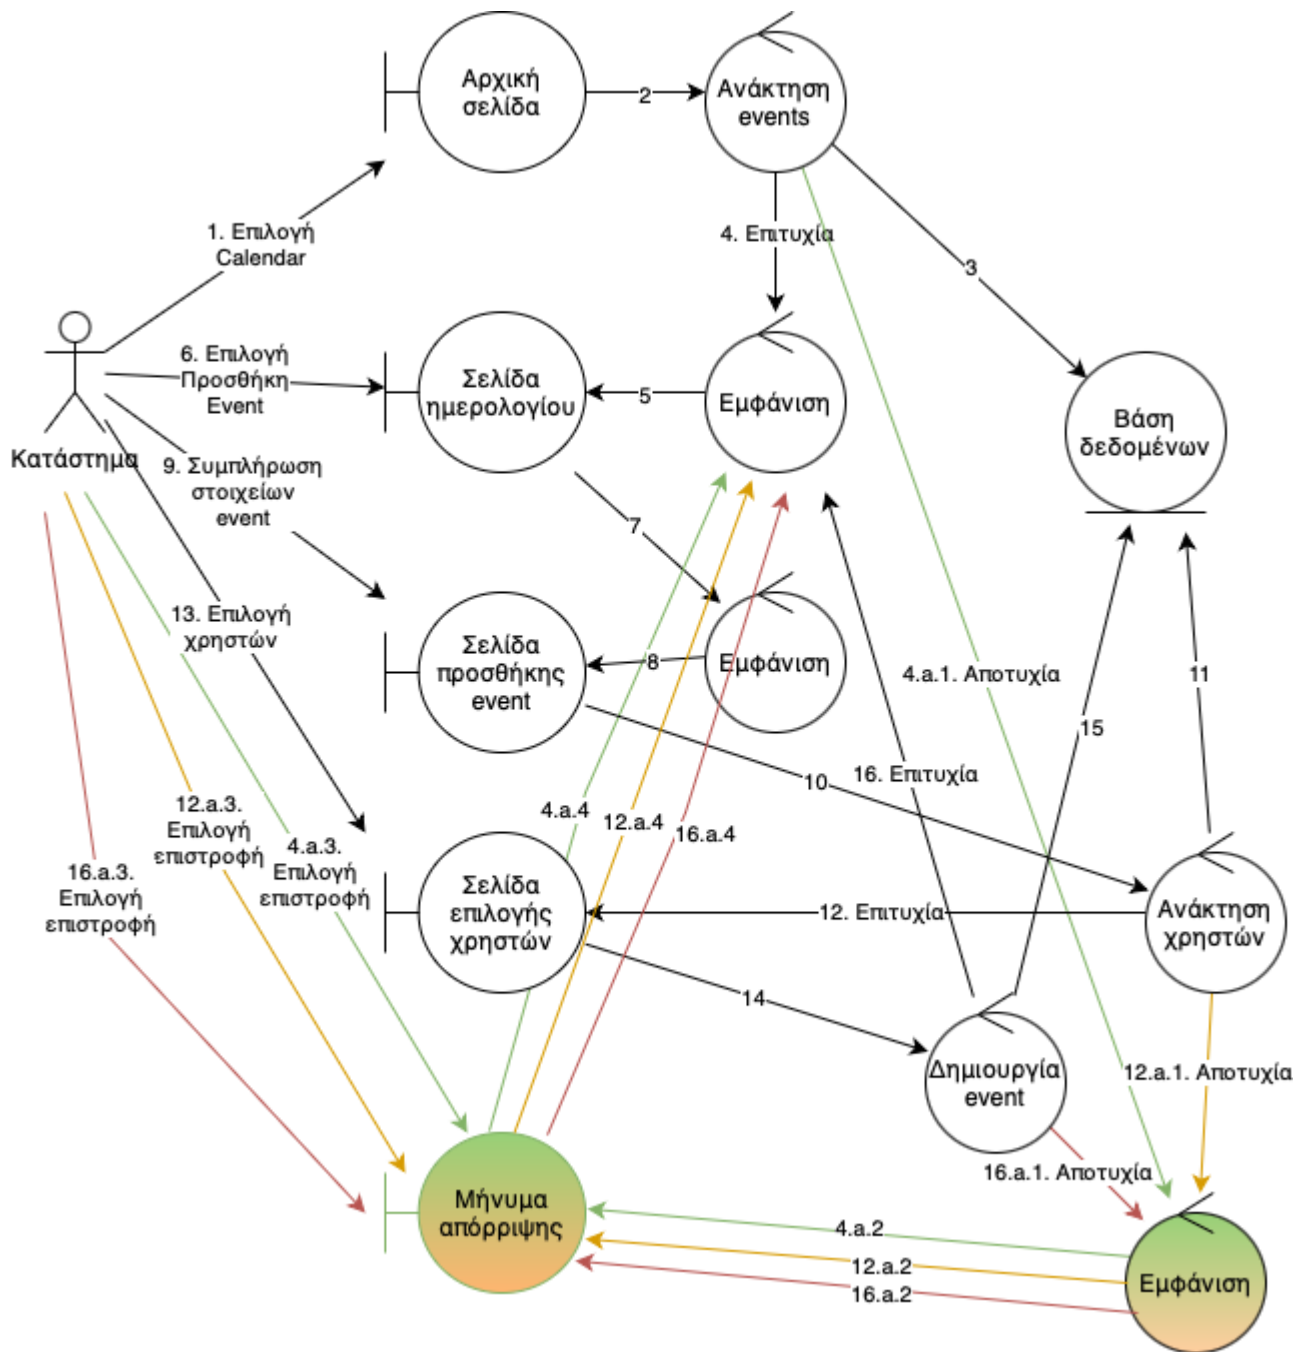 Αρχική
σελίδα
2
Ανάκτηση
events
1. Επιλογή
Calendar
4. Επιτυχία
3
6. Επιλογή
Προσθήκη
Event
Σελίδα
ημερολογίου
5
Εμφάνιση
Βάση
δεδομένων
Κατάστημα
9. Συμπλήρωση
στοιχείων
event
7
13. Επιλογή
χρηστών
Σελίδα
προσθήκης
event
8
Εμφάνιση
4.a.1. Αποτυχία
11
15
10
16. Επιτυχία
12.a.3.
Επιλογή
επιστροφή
4.a.3.
Επιλογή
επιστροφή
16.a.3.
Επιλογή
επιστροφή
4.a.4
12.a.4
16.a.4
Σελίδα
επιλογής
χρηστών
12. Επιτυχία
Ανάκτηση
χρηστών
14
Δημιουργία
event
12.a.1. Αποτυχία
16.a.1. Αποτυχία
Μήνυμα
απόρριψης
4.a.2
12.a.2
16.a.2
Εμφάνιση